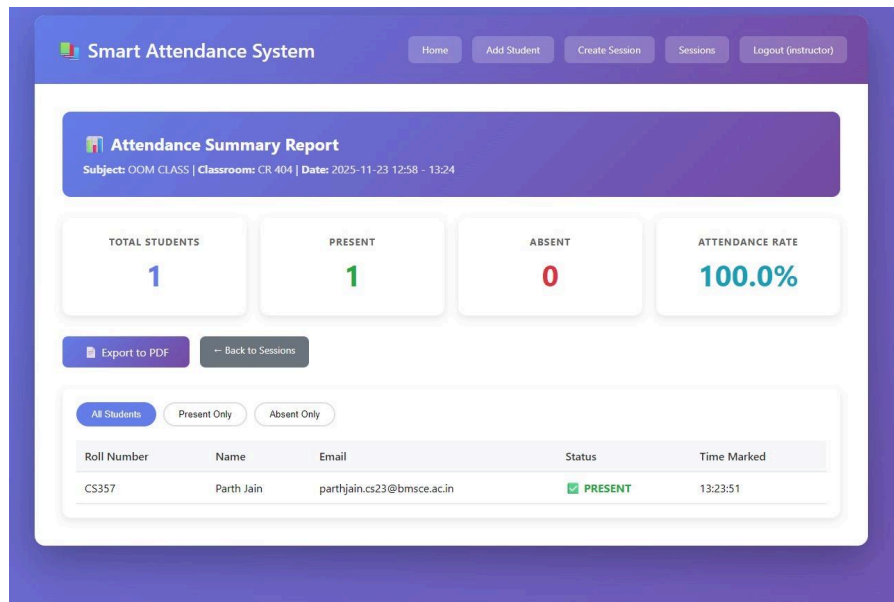 Smart Attendance System
Home
Add Student
Create Session
Sessions
Logout (instructor)
Attendance Summary Report
Subject: OOM CLASS | Classroom: CR 404 | Date: 2025-11-23 12:58 - 13:24
TOTAL STUDENTS
1
PRESENT
1
ABSENT
0
ATTENDANCE RATE
100.0%
Export to PDF
← Back to Sessions
All Students
Present Only
Absent Only
Roll Number Name Email Status Time Marked
CS357 Parth Jain parthjain.cs23@bmsce.ac.in PRESENT 13:23:51